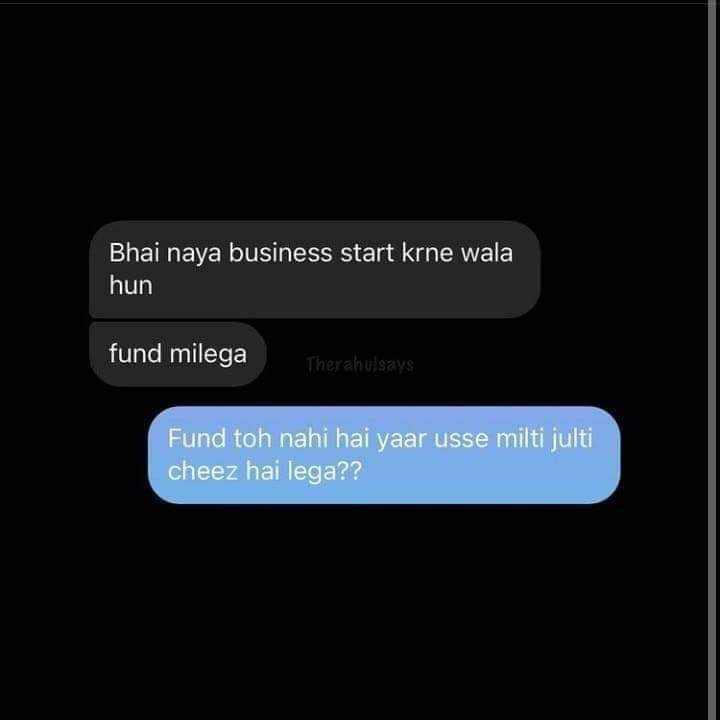 Bhai naya business start krne wala
hun
fund milega
Therahulsays
Fund toh nahi hai yaar usse milti julti
cheez hai lega??